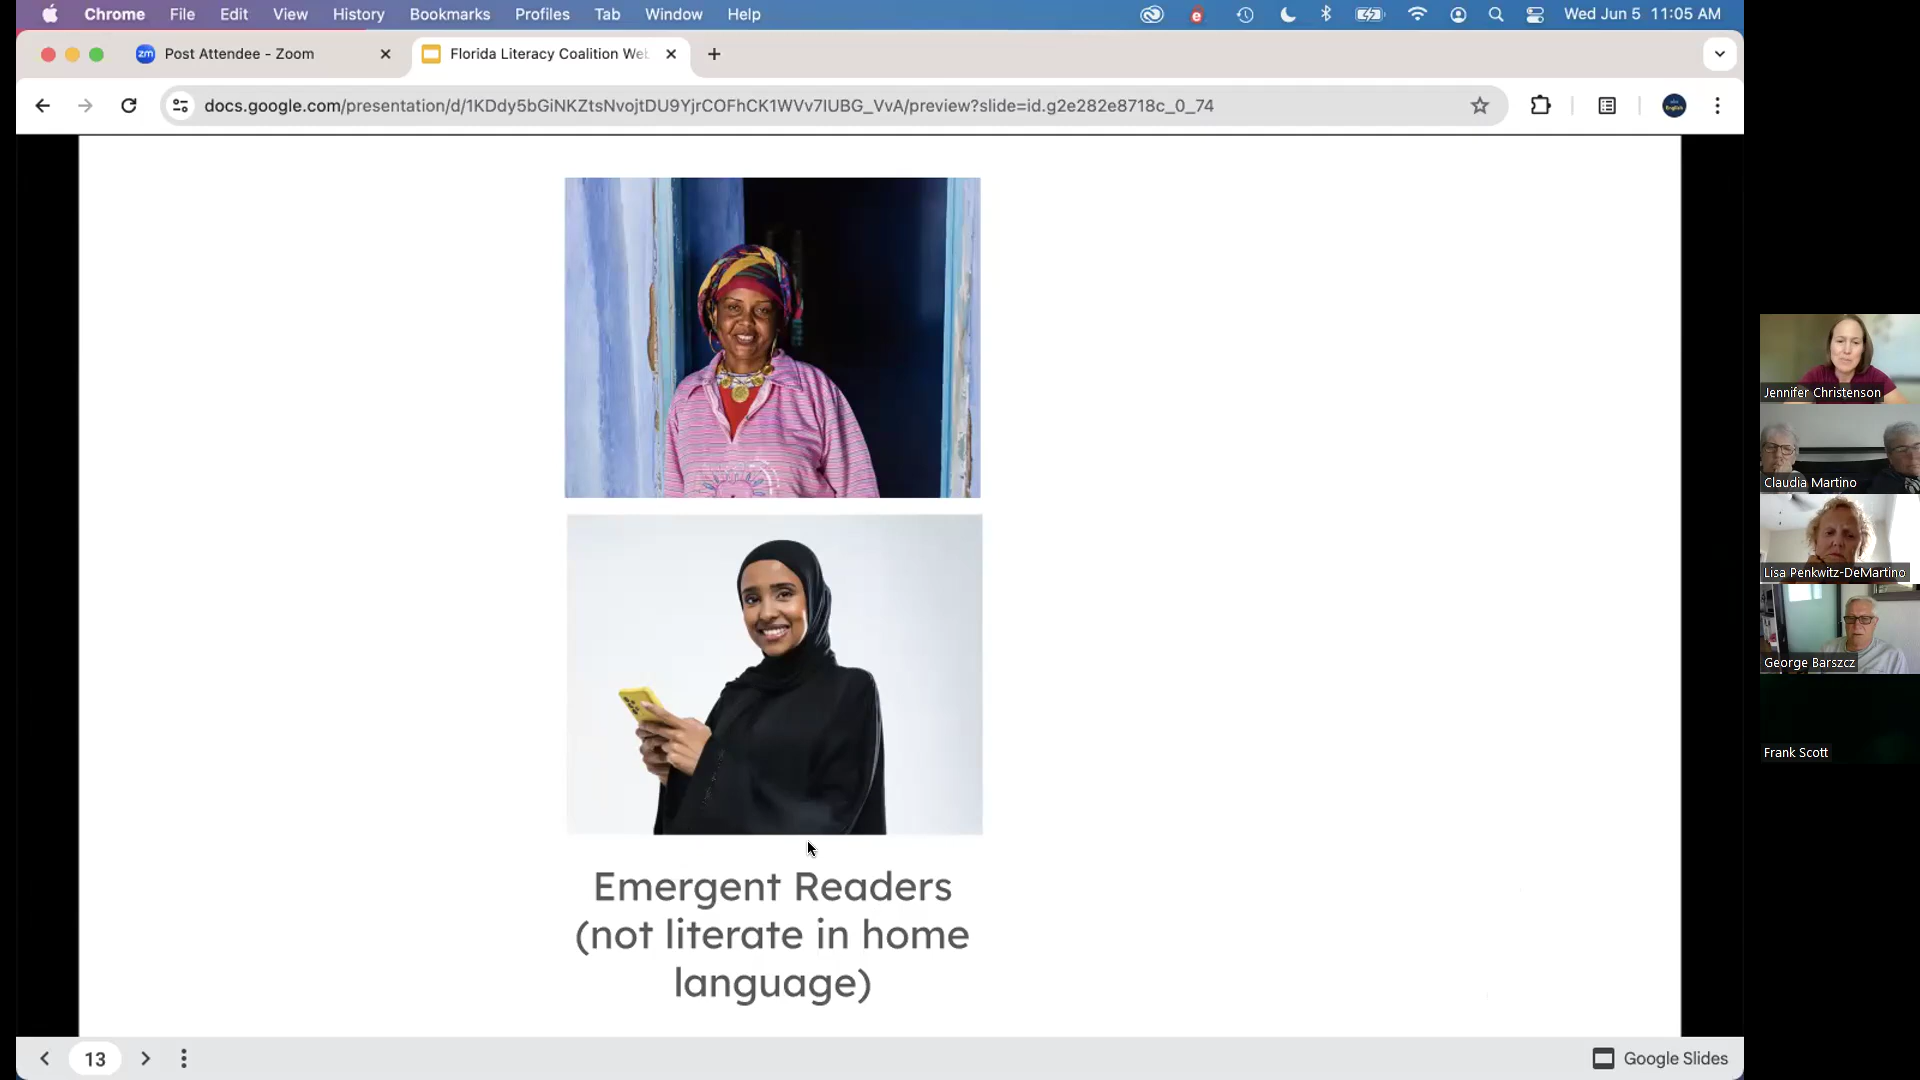 Chrome File Edit View History Bookmarks Profiles Tab Window Help Wed Jun 5 11:05 AM
zm Post Attendee - Zoom Florida Literacy Coalition Web
docs.google.com/presentation/d/1KDdy5bGiNKZtsNvojtDU9YjrCOFhCK1WVv7lUBG_VvA/preview?slide=id.g2e282e8718c_0_74
Jennifer Christenson
Claudia Martino
Lisa Penkwitz-DeMartino
George Barszcz
Frank Scott
Emergent Readers
(not literate in home
language)
13 Google Slides